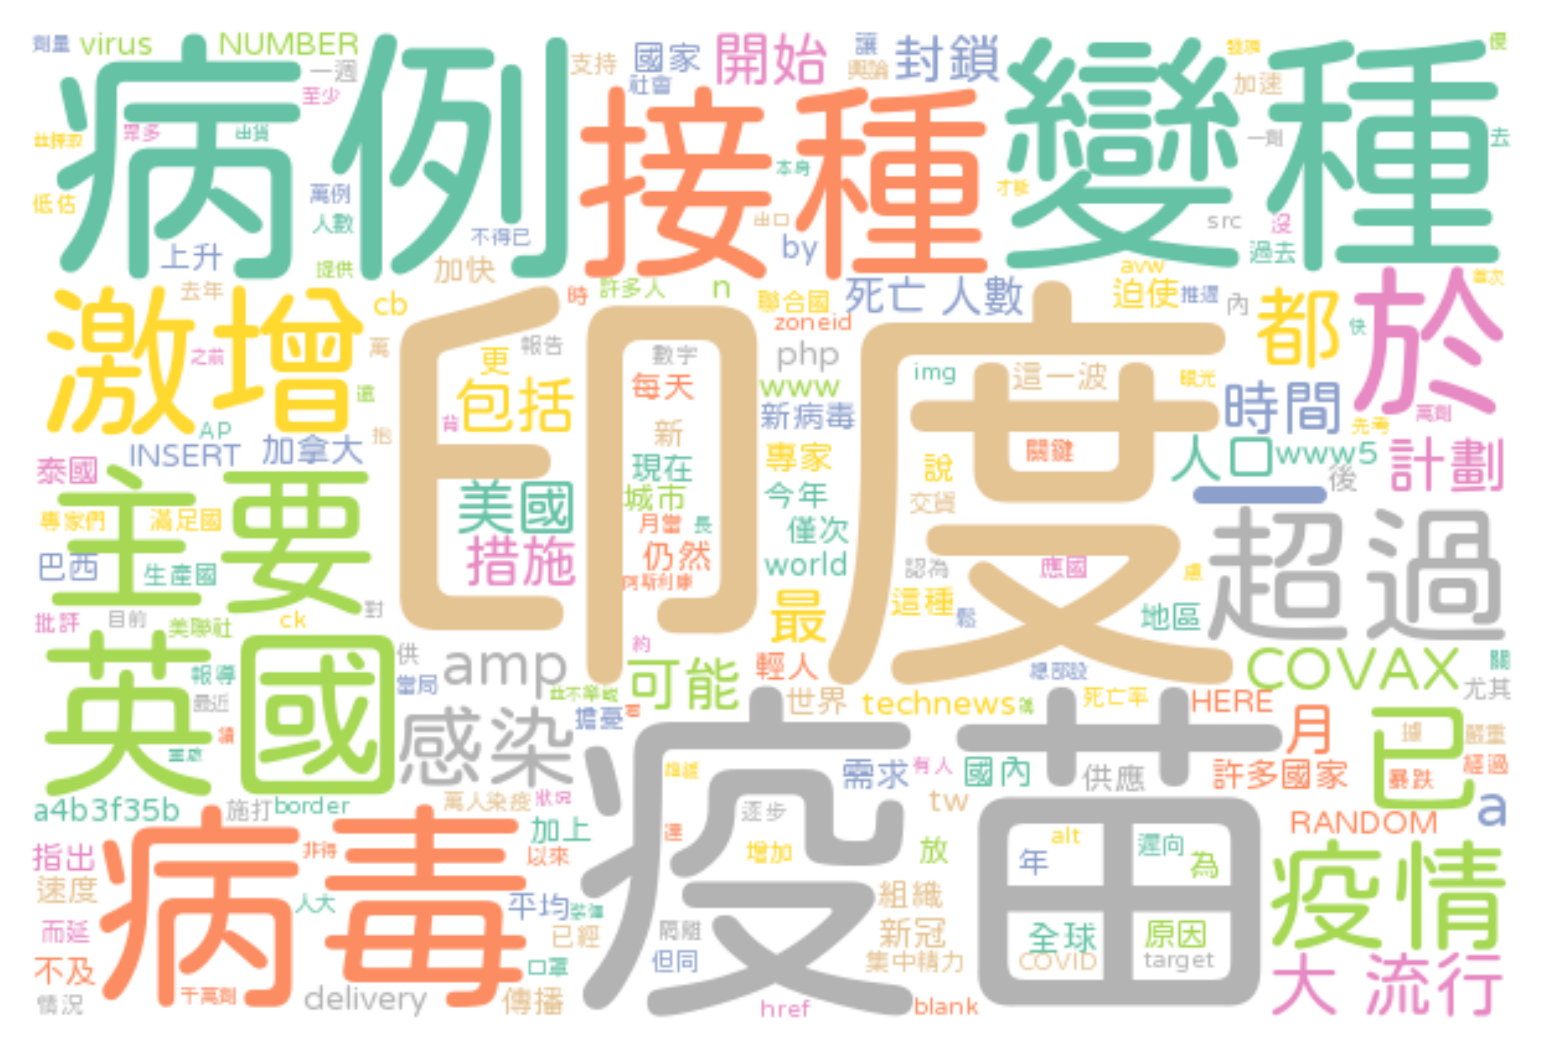 劑量 virus NUMBER 支持 國家 開始 讓 封鎖
一週 社會 輿論 加速
至少
病例 接種 變種
眾多 出貨 本身 一劑 去
低估 萬例 才能
人數 出口 src 沒
上升 不得已 by 過去
提供 加快
去年 時 許多人 n 聯合國 死亡 人數 迫使 推遲 內 首次
激增 cb zoneid 都 於
之前 萬 更 報告 數字 php 快
印度
img 這一波
還 包括 每天 www 時間 萬劑
AP 背 新病毒 先考
INSERT 加拿大 抱 新 專家 關鍵 人口 www5 計劃
泰國 現在 說 後
主要 美國 城市 今年 交貨 一
專家們 滿足國 月當 長 僅次 超過
巴西 生產國 措施 仍然 world 認為 應國 慮
阿斯利康
批評 目前 ck 對 最 這種 鬆 地區
美聯社 約
英國 供 amp 可能 輕人 總部設 COVAX 關
報導 當局 尤其
最近 世界 technews 死亡率 HERE
感染 擔憂 月 已 據 嚴重
疫苗
需求 有人 國內 供應 許多國家 暴跌 經過
a4b3f35b 施打 border 萬人染疫 狀況 tw a
逐步 RANDOM
指出 病毒 非得 加上 達 alt
以來 增加 放 年 遲向 為 疫情
速度 人大 平均 組織
而延 已經 隔離 新冠 全球 原因
不及 口罩 但同 集中精力 COVID target 大 流行
情況 千萬劑 delivery 傳播 href blank